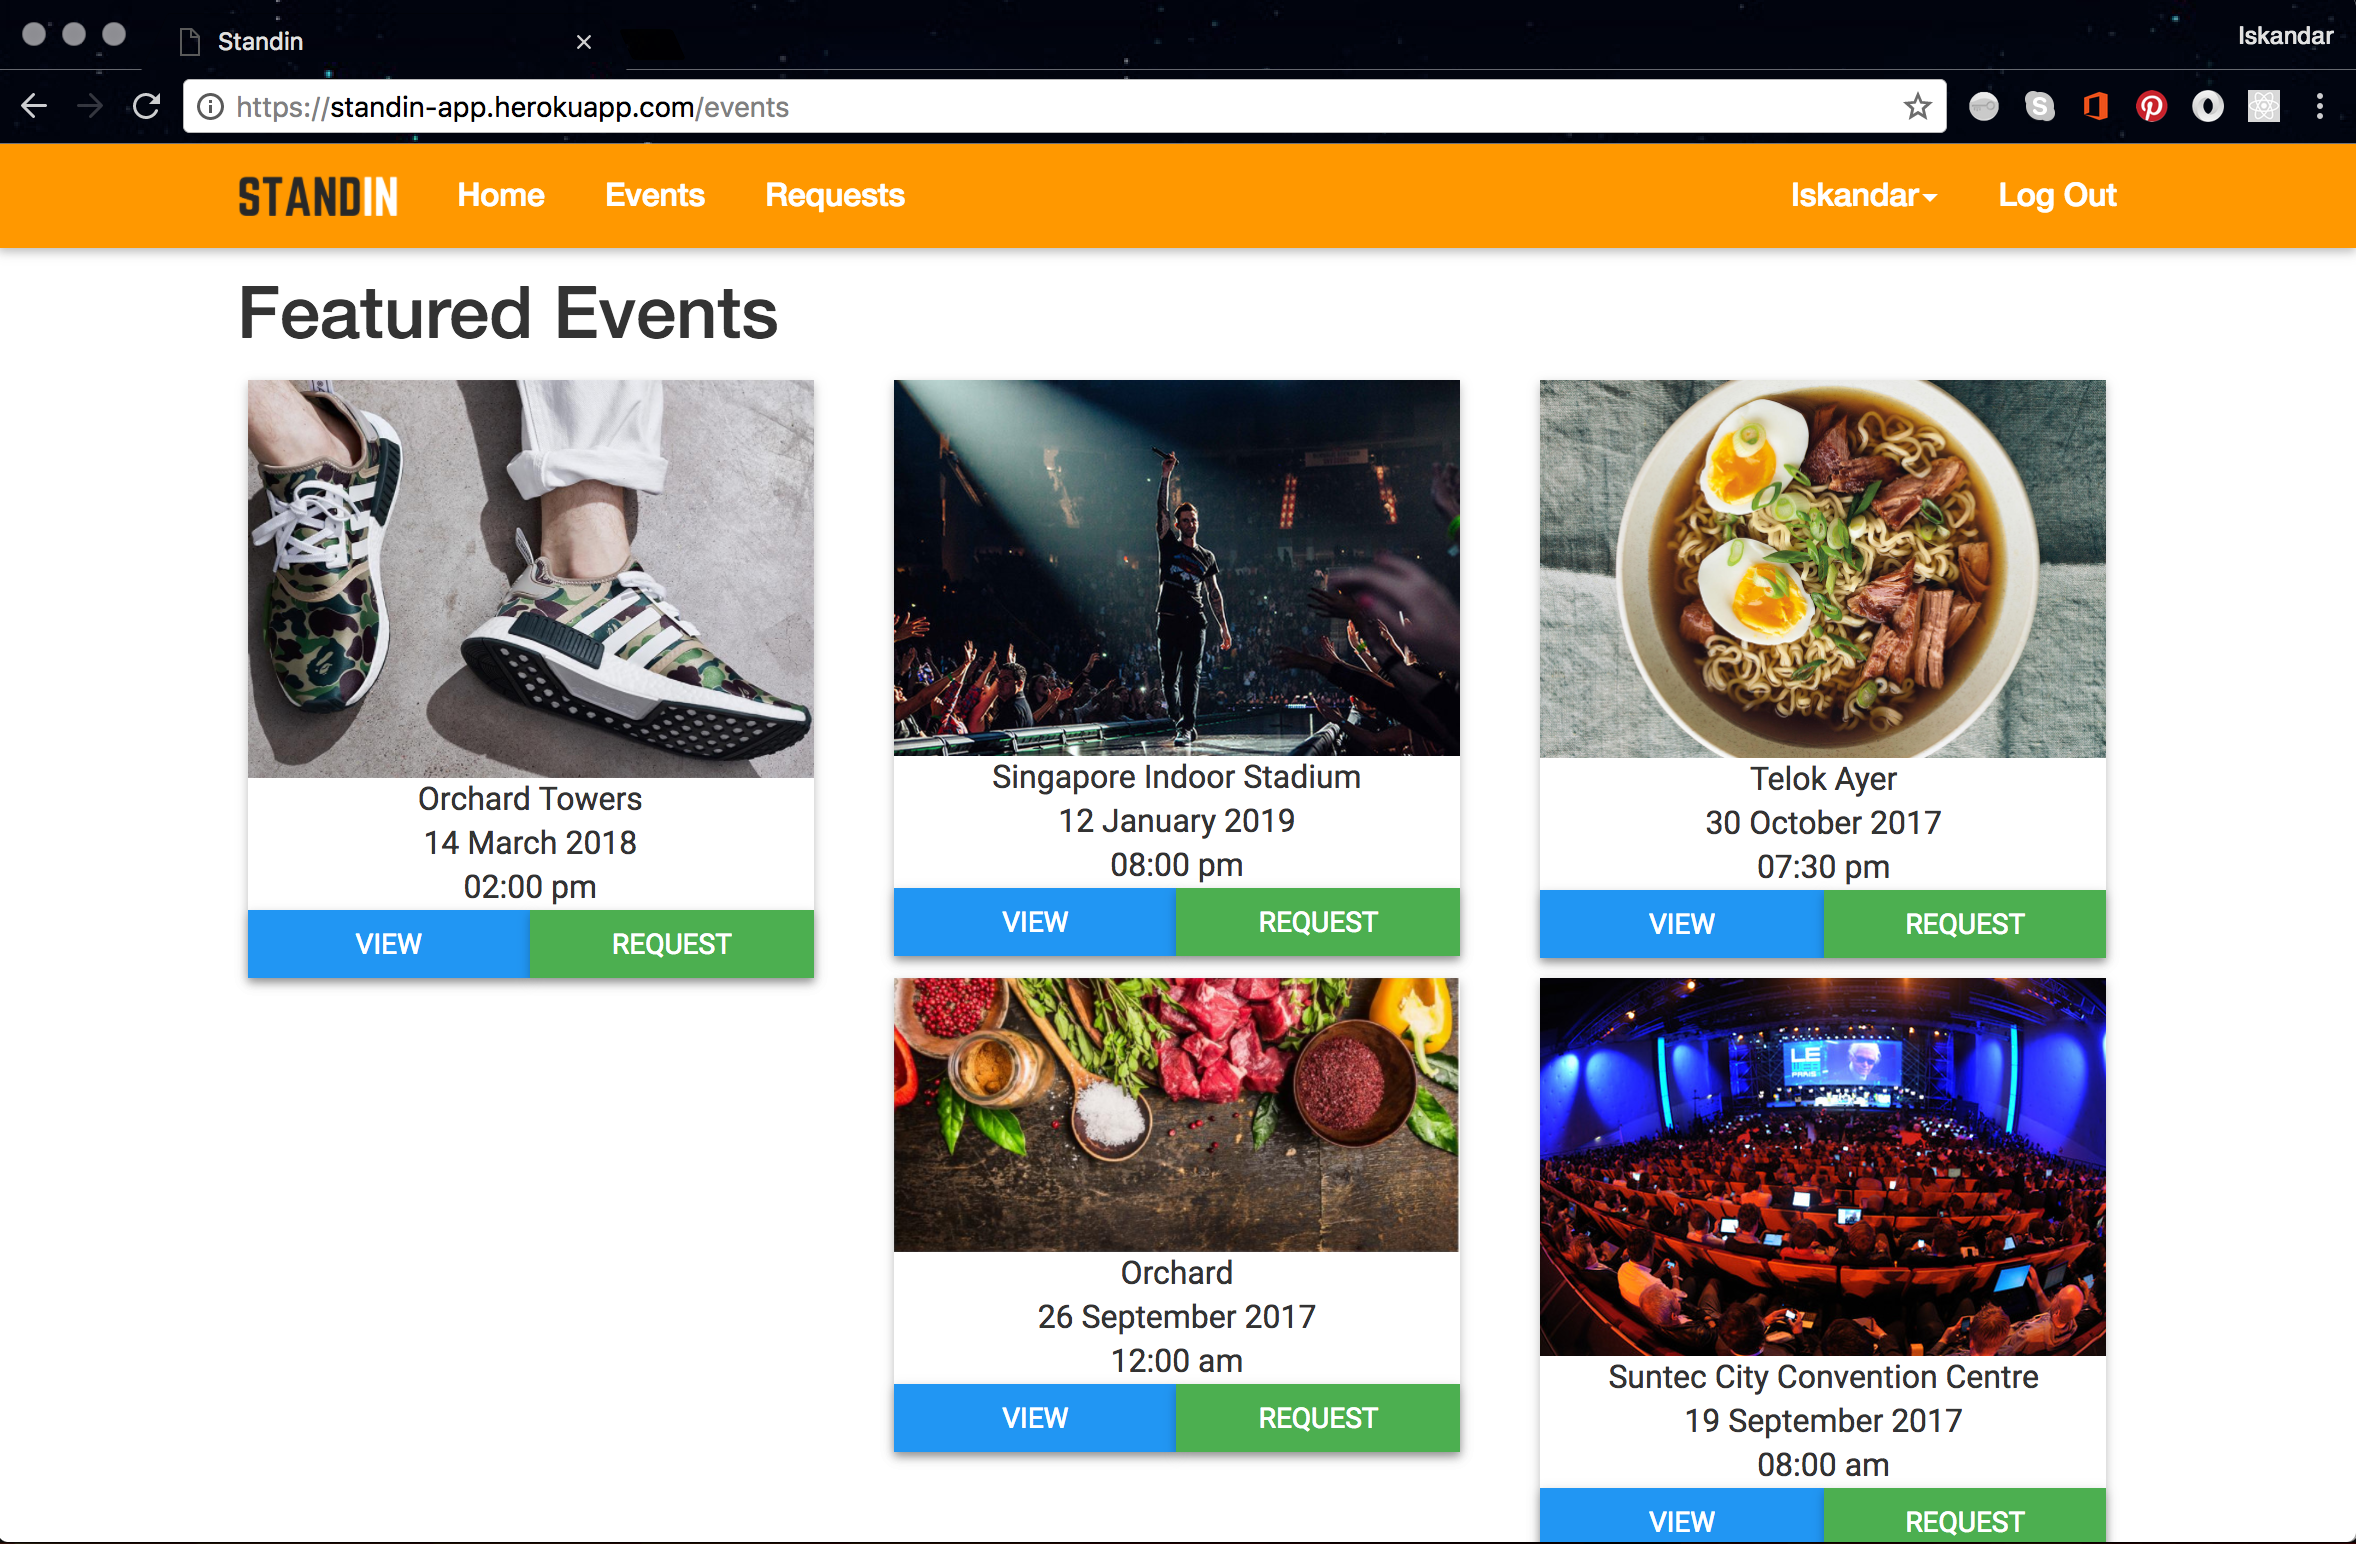 Standin
Iskandar
https://standin-app.herokuapp.com/events
STANDIN
Home
Events
Requests
Iskandar
Log Out
Featured Events
Orchard Towers
14 March 2018
02:00 pm
VIEW
REQUEST
Singapore Indoor Stadium
12 January 2019
08:00 pm
VIEW
REQUEST
Telok Ayer
30 October 2017
07:30 pm
VIEW
REQUEST
Orchard
26 September 2017
12:00 am
VIEW
REQUEST
LE
WEB
PARIS
Suntec City Convention Centre
19 September 2017
08:00 am
VIEW
REQUEST